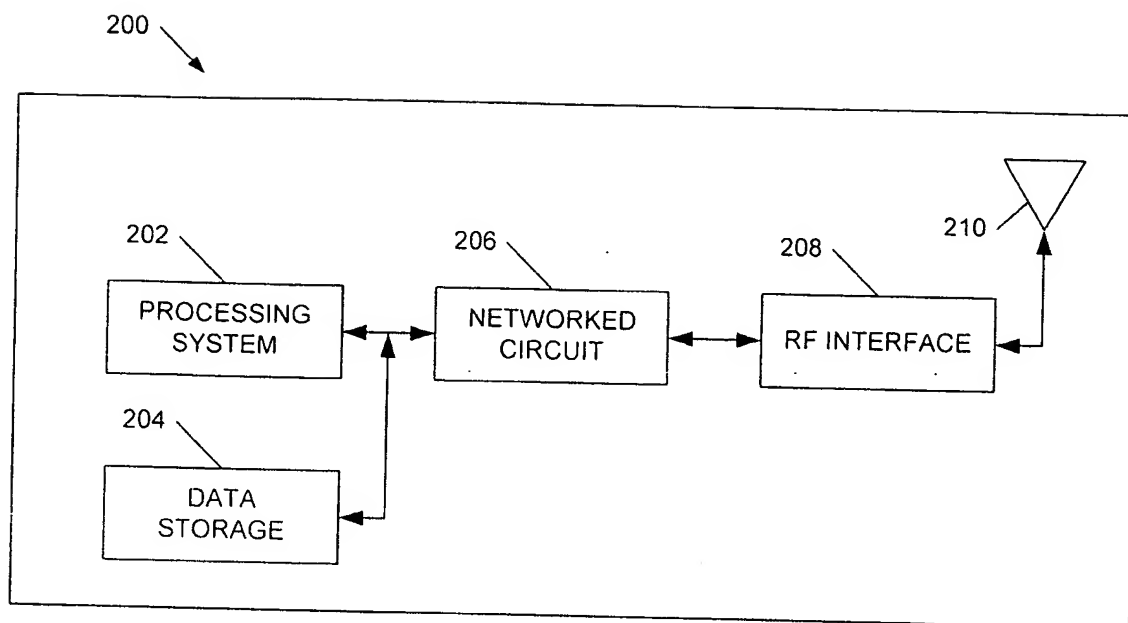 200
202
206
208
210
PROCESSING
SYSTEM
NETWORKED
CIRCUIT
RF INTERFACE
204
DATA
STORAGE